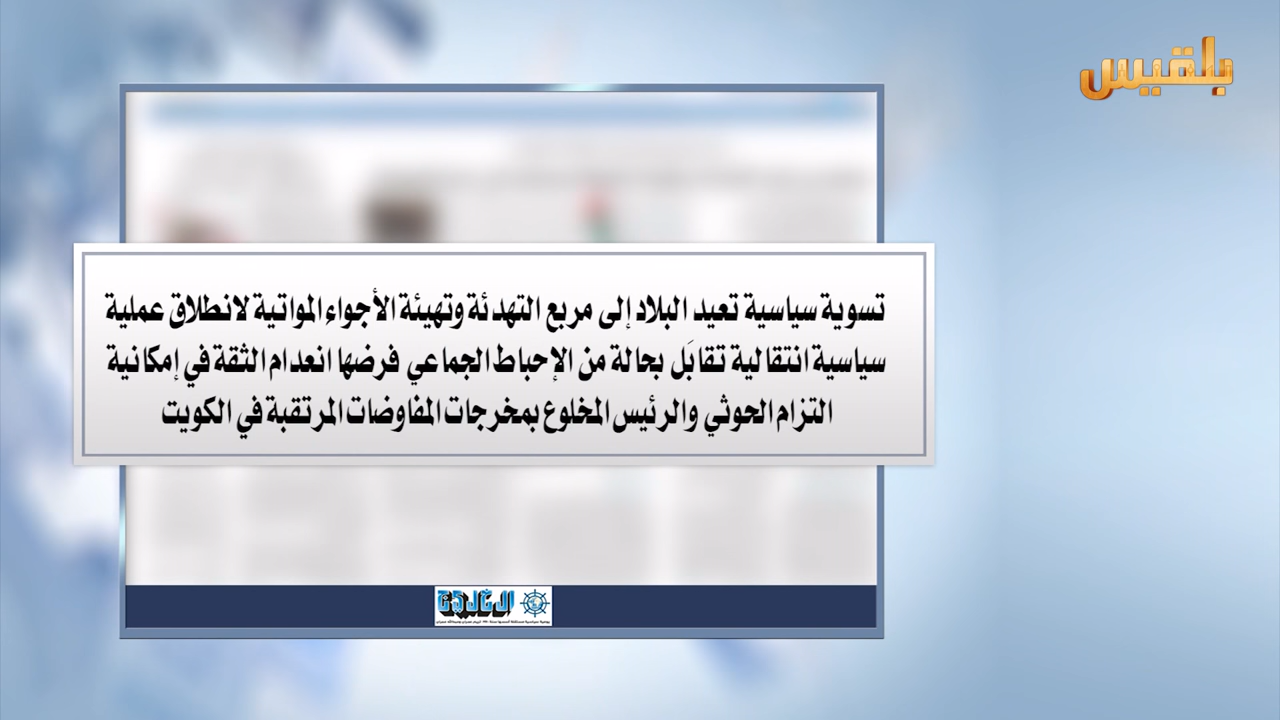 بلقيس
تسوية سياسية تعيد البلاد إلى مربع التهدئة وتهيئة الأجواء المواتية لانطلاق عملية
سياسية انتقالية تقابَل بحالة من الإحباط الجماعي فرضها انعدام الثقة في إمكانية
التزام الحوثي والرئيس المخلوع بمخرجات المفاوضات المرتقبة في الكويت
الخليج